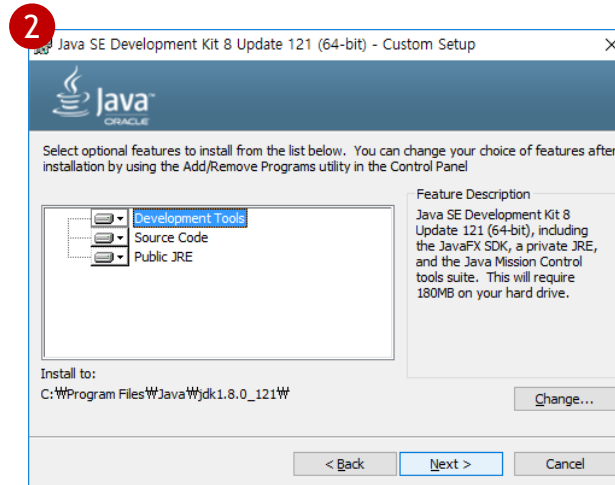 2
Java SE Development Kit 8 Update 121 (64-bit) - Custom Setup
Java
ORACLE
Select optional features to install from the list below. You can change your choice of features after
installation by using the Add/Remove Programs utility in the Control Panel
Development Tools
Source Code
Public JRE
Feature Description
Java SE Development Kit 8
Update 121 (64-bit), including
the JavaFX SDK, a private JRE,
and the Java Mission Control
tools suite. This will require
180MB on your hard drive.
Install to:
C:₩Program Files₩Java₩jdk1.8.0_121₩
Change...
< Back
Next >
Cancel